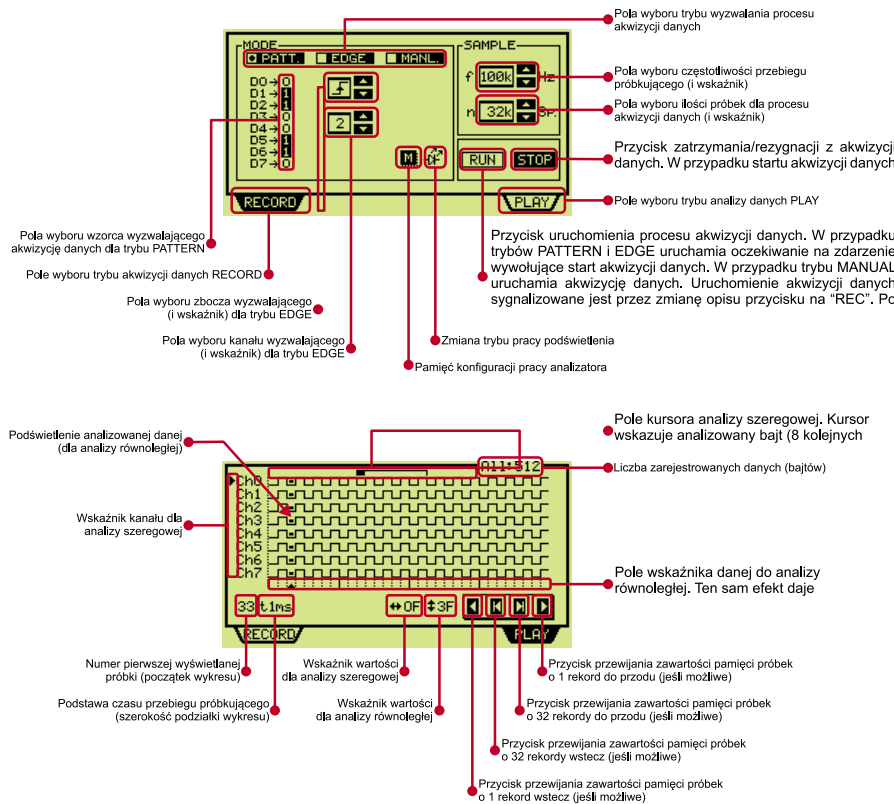 Pola wyboru trybu wyzwalania procesu
akwizycji danych
MODE
SAMPLE
PATT.
EDGE
MANL.
f 100k Hz
n 32k Sp.
D0→0
D1→1
D2→1
D3→0
D4→0
D5→1
D6→1
D7→0
2
M
RUN
STOP
RECORD
PLAY
Pola wyboru częstotliwości przebiegu
próbkującego (i wskaźnik)
Pola wyboru ilości próbek dla procesu
akwizycji danych (i wskaźnik)
Przycisk zatrzymania/rezygnacji z akwizycji
danych. W przypadku startu akwizycji danych
Pole wyboru trybu analizy danych PLAY
Pola wyboru wzorca wyzwalającego
akwizycję danych dla trybu PATTERN
Pole wyboru trybu akwizycji danych RECORD
Pola wyboru zbocza wyzwalającego
(i wskaźnik) dla trybu EDGE
Pola wyboru kanału wyzwalającego
(i wskaźnik) dla trybu EDGE
Przycisk uruchomienia procesu akwizycji danych. W przypadku
trybów PATTERN i EDGE uruchamia oczekiwanie na zdarzenie
wywołujące start akwizycji danych. W przypadku trybu MANUAL
uruchamia akwizycję danych. Uruchomienie akwizycji danych
sygnalizowane jest przez zmianę opisu przycisku na “REC”. Po
Zmiana trybu pracy podświetlenia
Pamięć konfiguracji pracy analizatora
Podświetlenie analizowanej danej
(dla analizy równoległej)
Wskaźnik kanału dla
analizy szeregowej
Pole kursora analizy szeregowej. Kursor
wskazuje analizowany bajt (8 kolejnych
All:512
Liczba zarejestrowanych danych (bajtów)
Ch0
Ch1
Ch2
Ch3
Ch4
Ch5
Ch6
Ch7
Pole wskaźnika danej do analizy
równoległej. Ten sam efekt daje
33 t1ms
↔0F
↕3F
RECORD
PLAY
Numer pierwszej wyświetlanej
próbki (początek wykresu)
Podstawa czasu przebiegu próbkującego
(szerokość podziałki wykresu)
Wskaźnik wartości
dla analizy szeregowej
Wskaźnik wartości
dla analizy równoległej
Przycisk przewijania zawartości pamięci próbek
o 1 rekord do przodu (jeśli możliwe)
Przycisk przewijania zawartości pamięci próbek
o 32 rekordy do przodu (jeśli możliwe)
Przycisk przewijania zawartości pamięci próbek
o 32 rekordy wstecz (jeśli możliwe)
Przycisk przewijania zawartości pamięci próbek
o 1 rekord wstecz (jeśli możliwe)